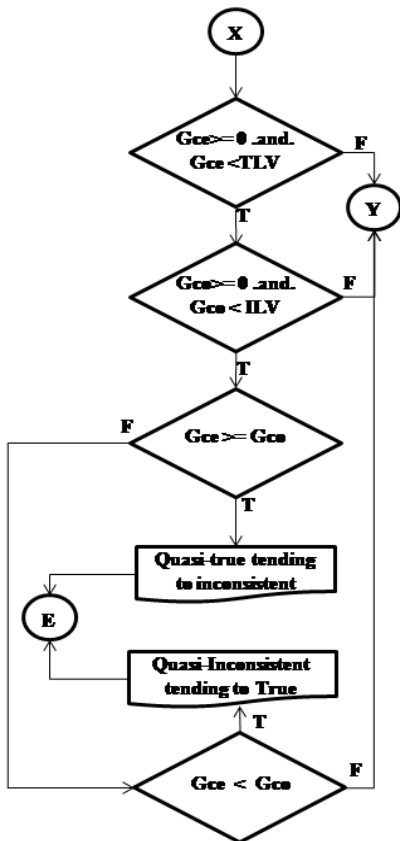 X
Gce>= 0 .and.
Gce <TLV
F
T
Y
Gco>= 0 .and.
Gco < ILV
F
T
F
Gce >= Gco
T
Quasi-true tending
to inconsistent
E
Quasi-Inconsistent
tending to True
T
Gce < Gco
F